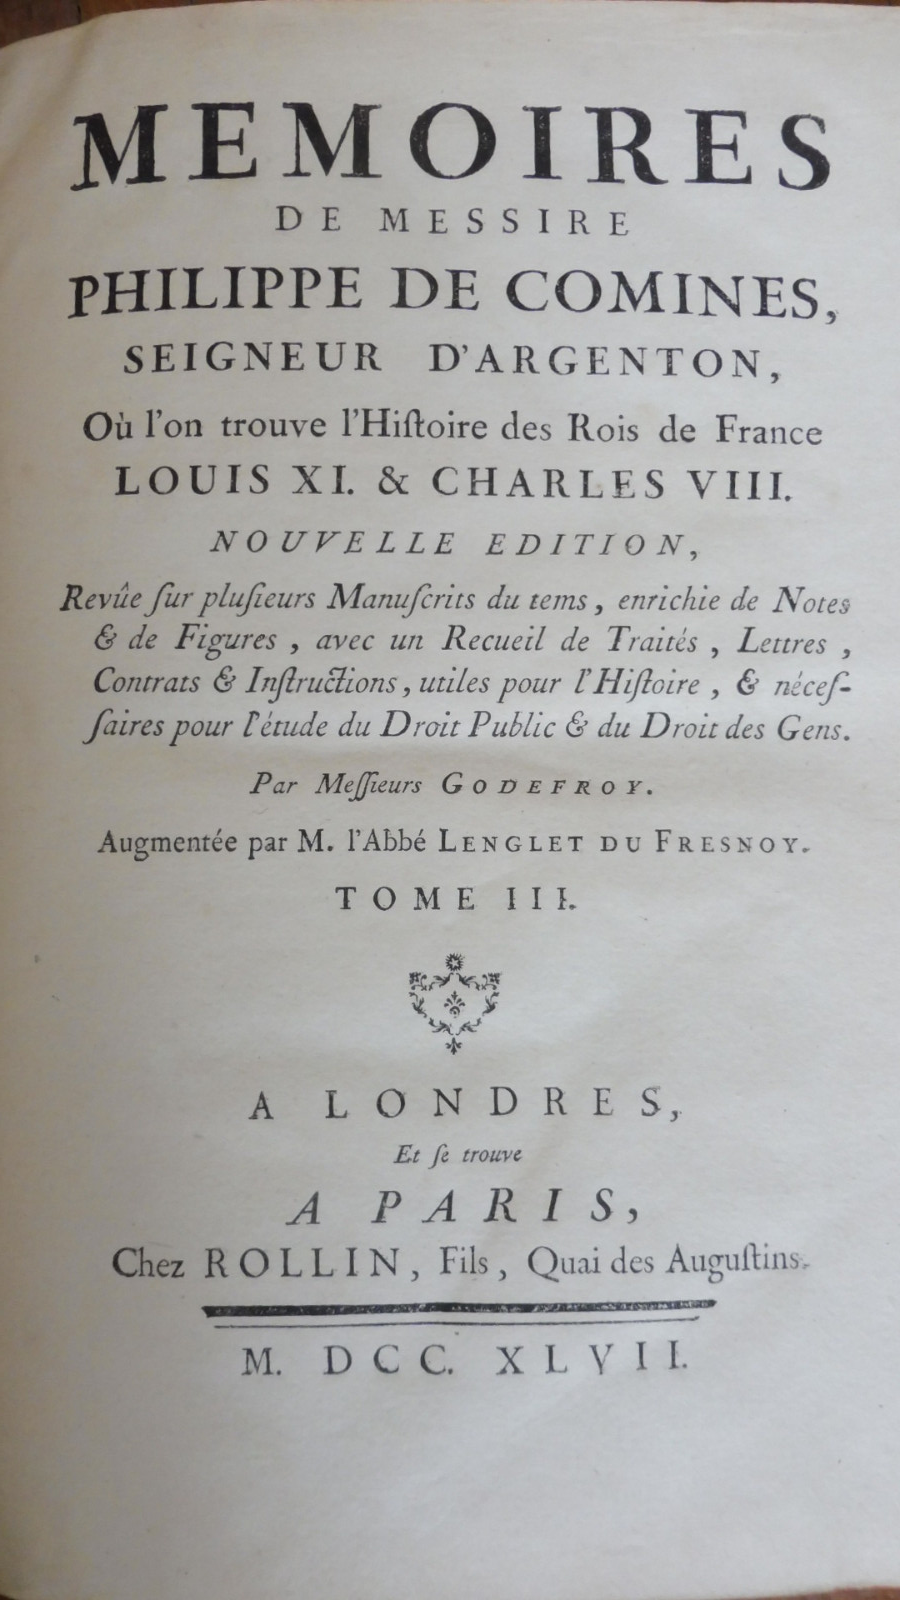 MEMOIRES
DE MESSIRE
PHILIPPE DE COMINES,
SEIGNEUR D'ARGENTON,
Où l'on trouve l'Hiſtoire des Rois de France
LOUIS XI. & CHARLES VIII.
NOUVELLE EDITION,
Revûe ſur pluſieurs Manuſcrits du tems, enrichie de Notes
& de Figures, avec un Recueil de Traités, Lettres,
Contrats & Inſtructions, utiles pour l'Hiſtoire, & néceſ-
ſaires pour l'étude du Droit Public & du Droit des Gens.
Par Meſſieurs GODEFROY.
Augmentée par M. l'Abbé LENGLET DU FRESNOY.
TOME III.
A LONDRES,
Et ſe trouve
A PARIS,
Chez ROLLIN, Fils, Quai des Auguſtins.
M. DCC. XLVII.